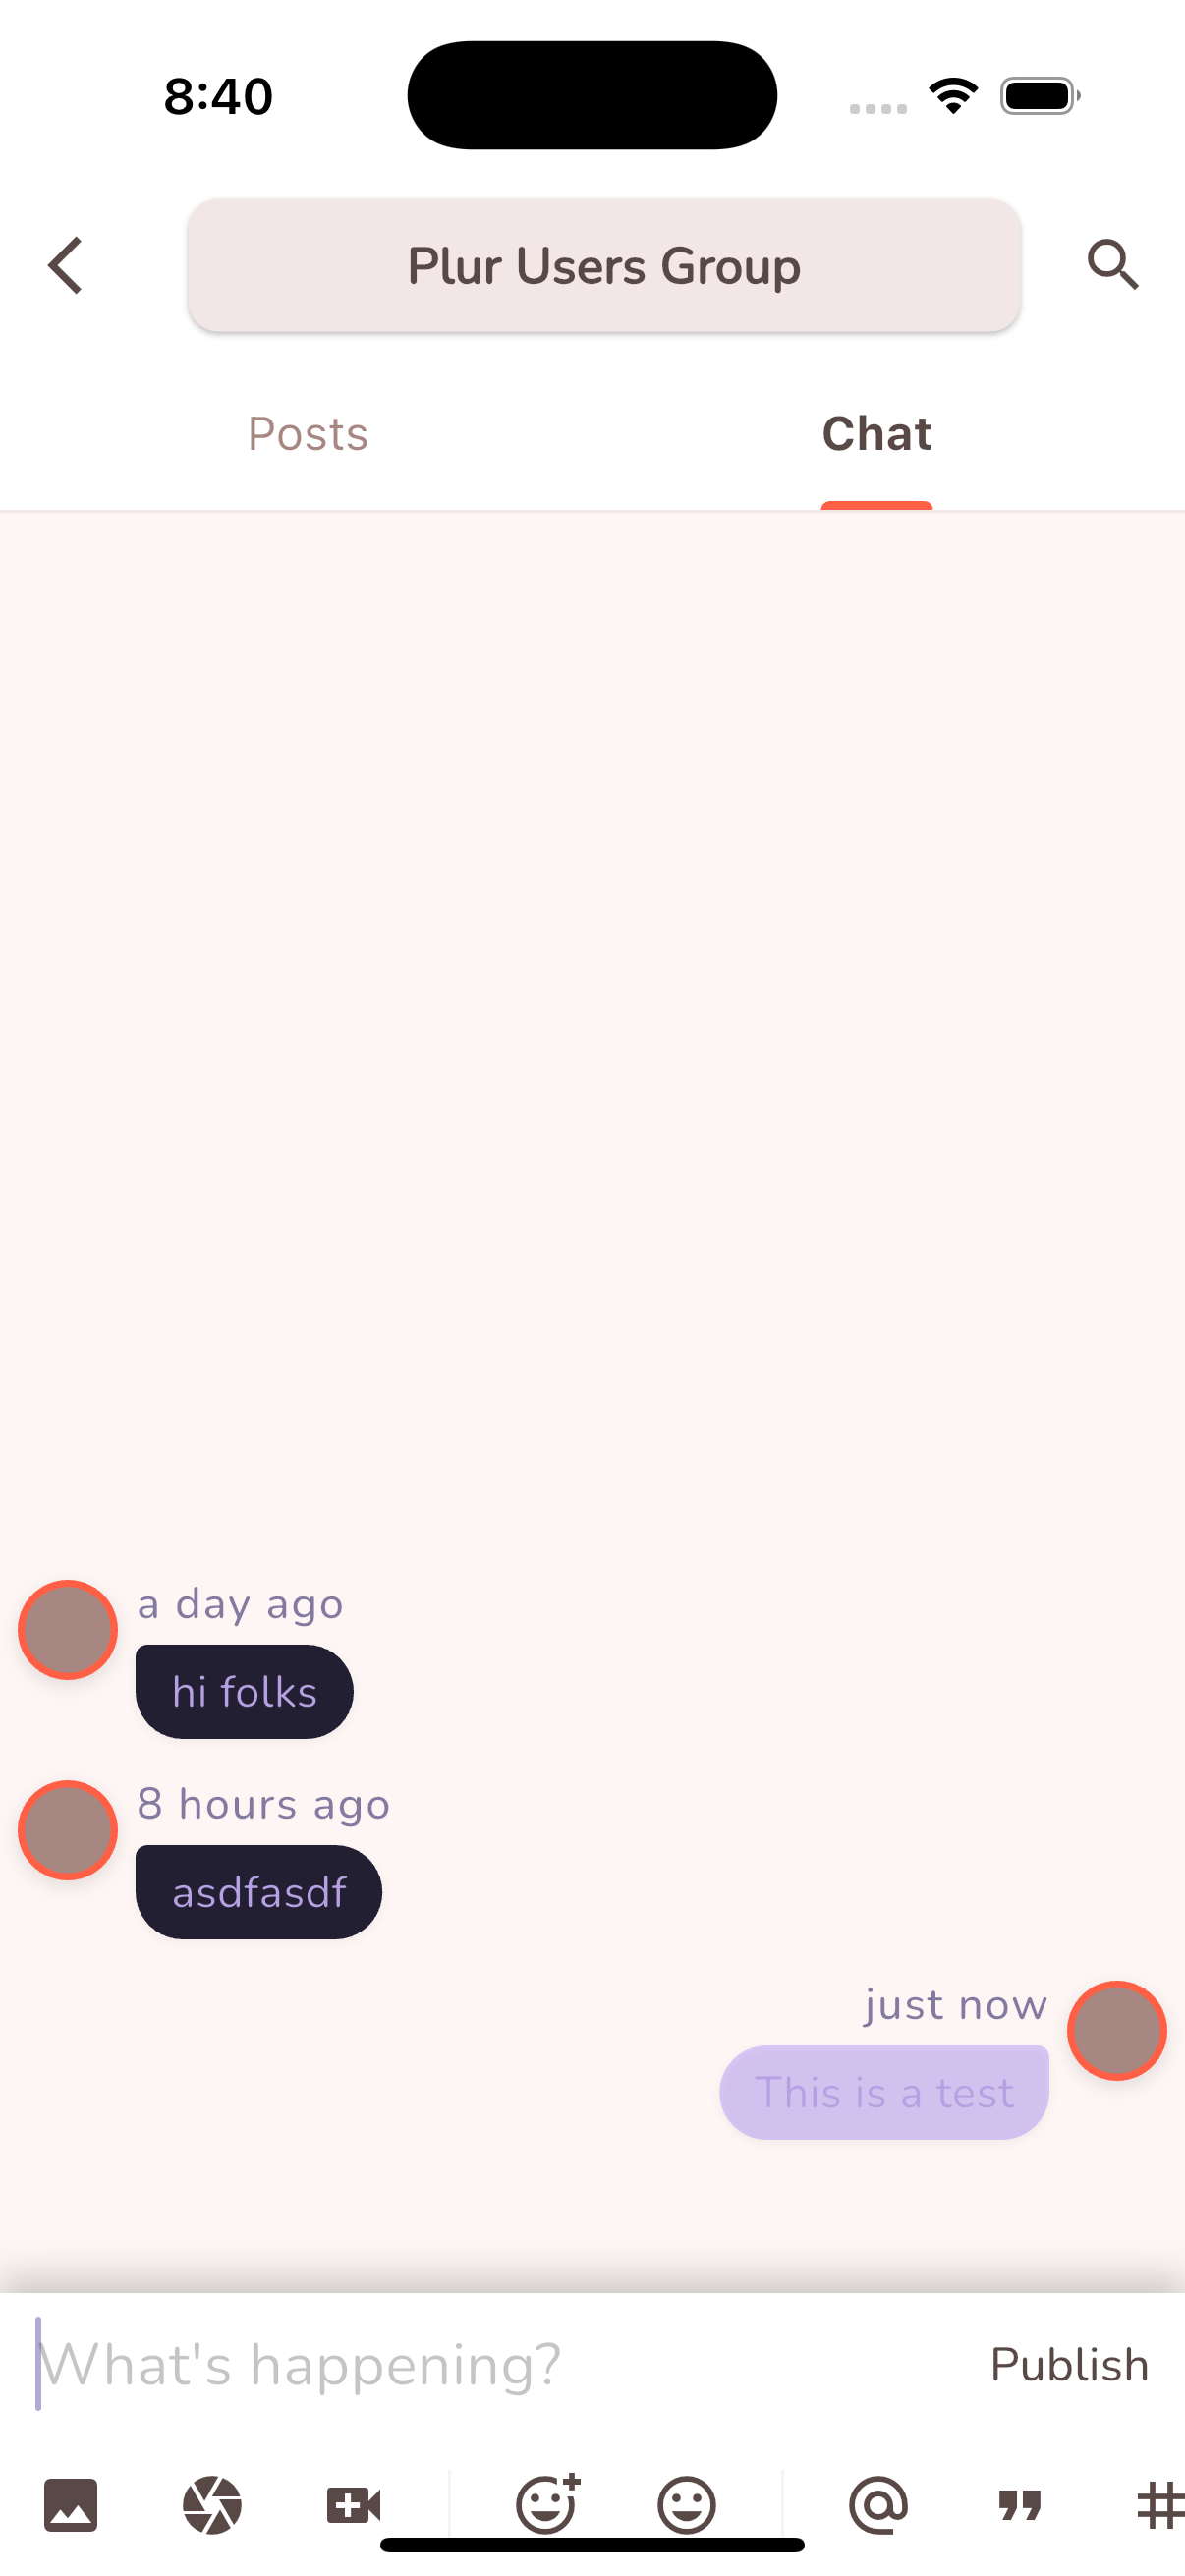 8:40
Plur Users Group
Posts
Chat
a day ago
hi folks
8 hours ago
asdfasdf
just now
This is a test
What's happening?
Publish